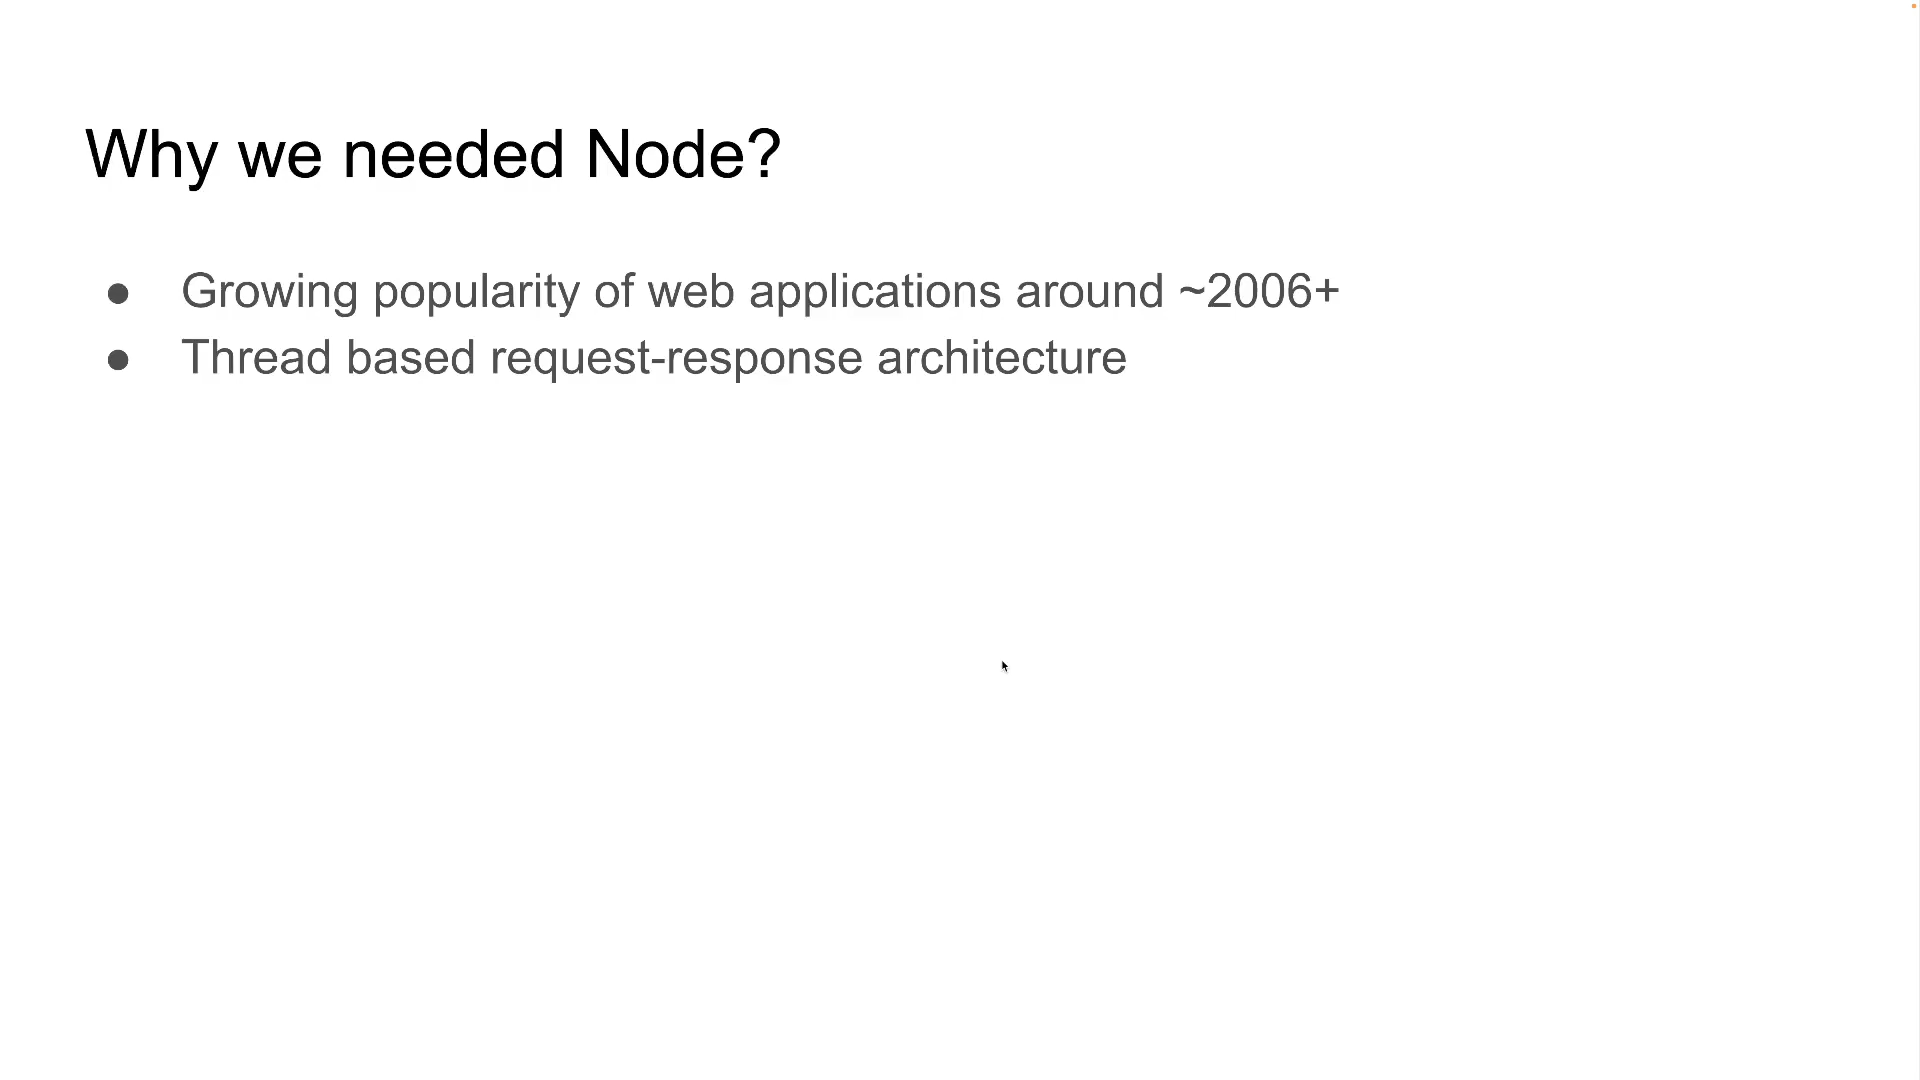 Why we needed Node?
● Growing popularity of web applications around ~2006+
● Thread based request-response architecture